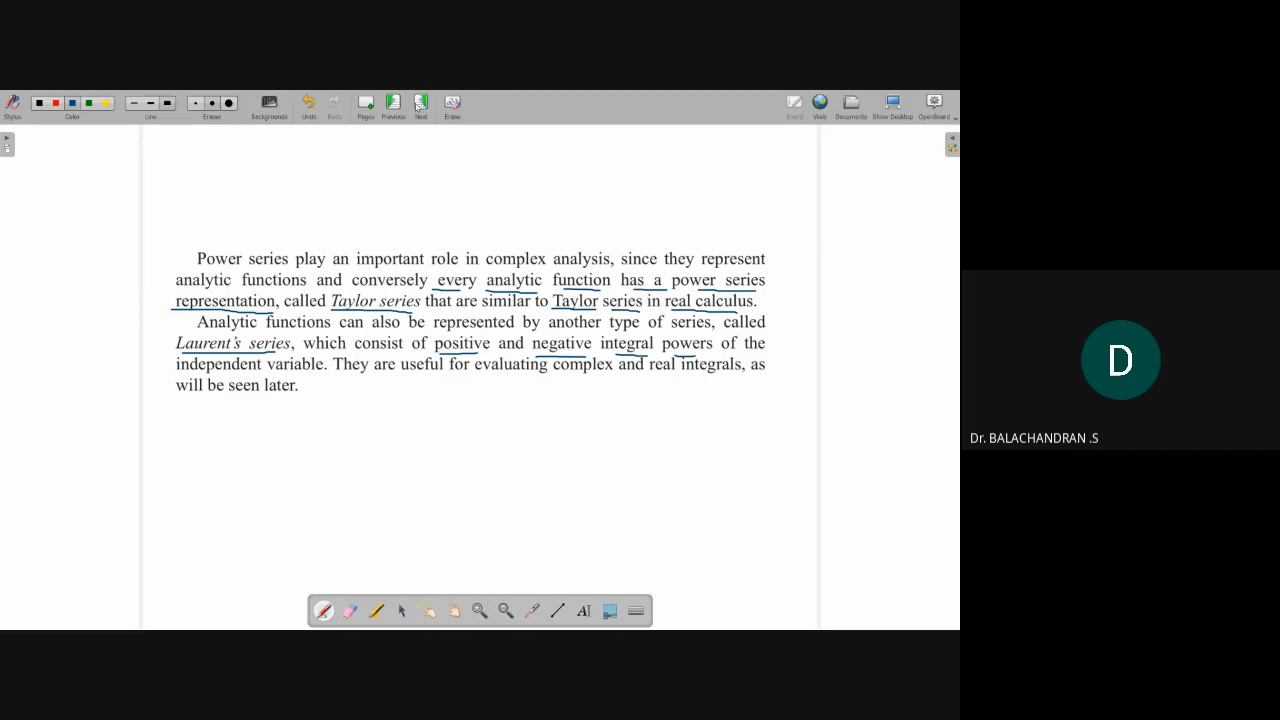 Stylus Color Line Eraser Backgrounds Undo Redo Pages Previous Next Erase Board Web Documents Show Desktop OpenBoard
Power series play an important role in complex analysis, since they represent
analytic functions and conversely every analytic function has a power series
representation, called Taylor series that are similar to Taylor series in real calculus.
Analytic functions can also be represented by another type of series, called
Laurent's series, which consist of positive and negative integral powers of the
independent variable. They are useful for evaluating complex and real integrals, as
will be seen later.
AI
D
Dr. BALACHANDRAN .S